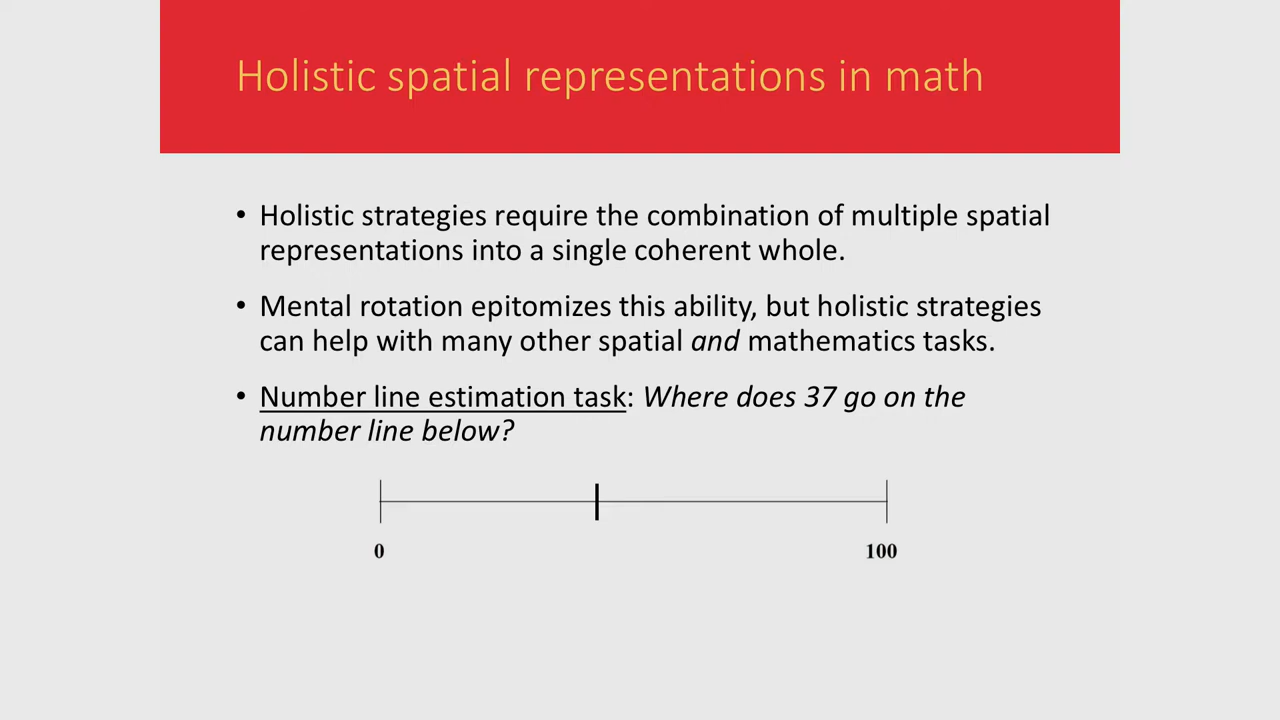 Holistic spatial representations in math
• Holistic strategies require the combination of multiple spatial
representations into a single coherent whole.
• Mental rotation epitomizes this ability, but holistic strategies
can help with many other spatial and mathematics tasks.
• Number line estimation task: Where does 37 go on the
number line below?
0 100